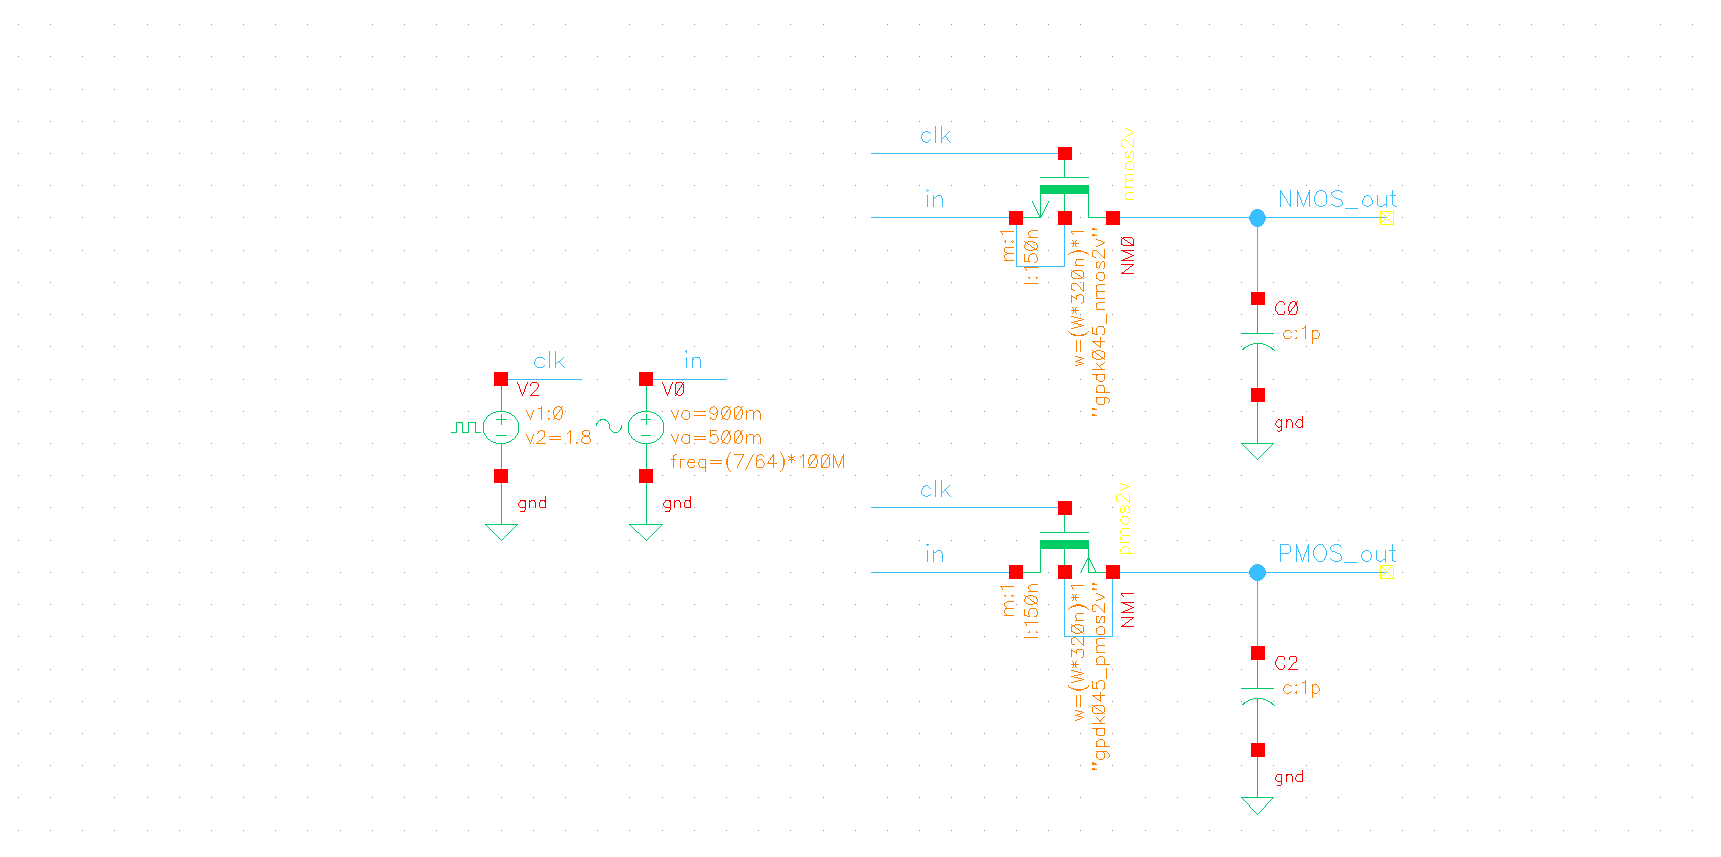 clk
in
nmos2v
NMOS_out
m:1
l:150n
w=(W*320n)*1
"gpdk045_nmos2v"
NM0
C0
c:1p
gnd
clk
V2
v1:0
v2=1.8
gnd
in
V0
vo=900m
va=500m
freq=(7/64)*100M
gnd
clk
in
pmos2v
PMOS_out
m:1
l:150n
w=(W*320n)*1
"gpdk045_pmos2v"
NM1
C2
c:1p
gnd